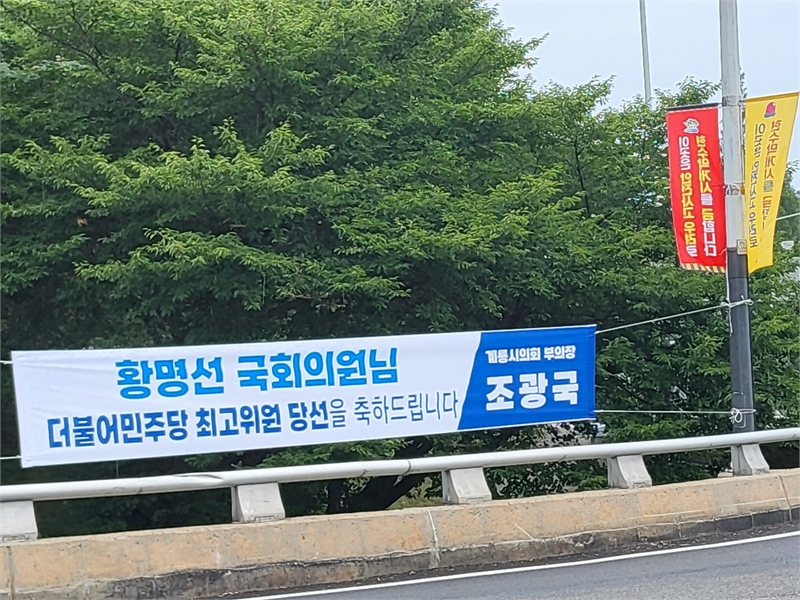 황명선 국회의원님
더불어민주당 최고위원 당선을 축하드립니다
계룡시의회 부의장
조광국